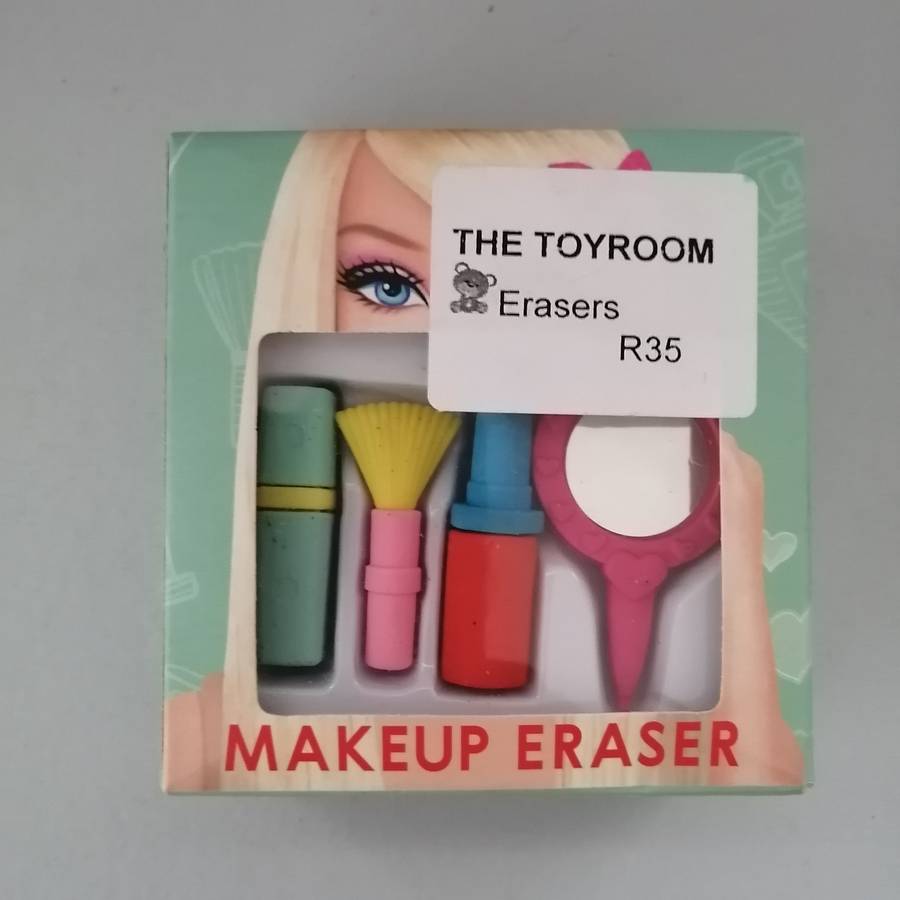 THE TOYROOM
Erasers
R35
MAKEUP ERASER